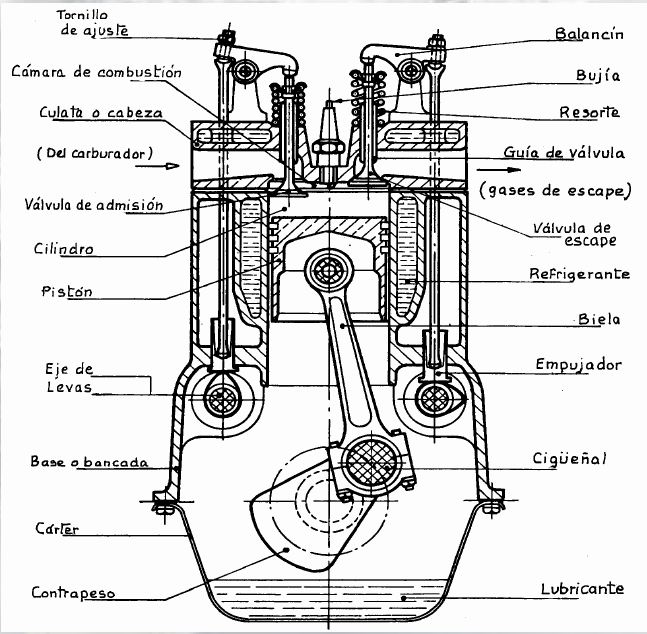 Tornillo
de ajuste
Cámara de combustión
Culata o cabeza
(Del carburador)
Válvula de admisión
Cilindro
Pistón
Eje de
Levas
Base o bancada
Cárter
Contrapeso
Balancín
Bujía
Resorte
Guía de válvula
(gases de escape)
Válvula de
escape
Refrigerante
Biela
Empujador
Cigüeñal
Lubricante